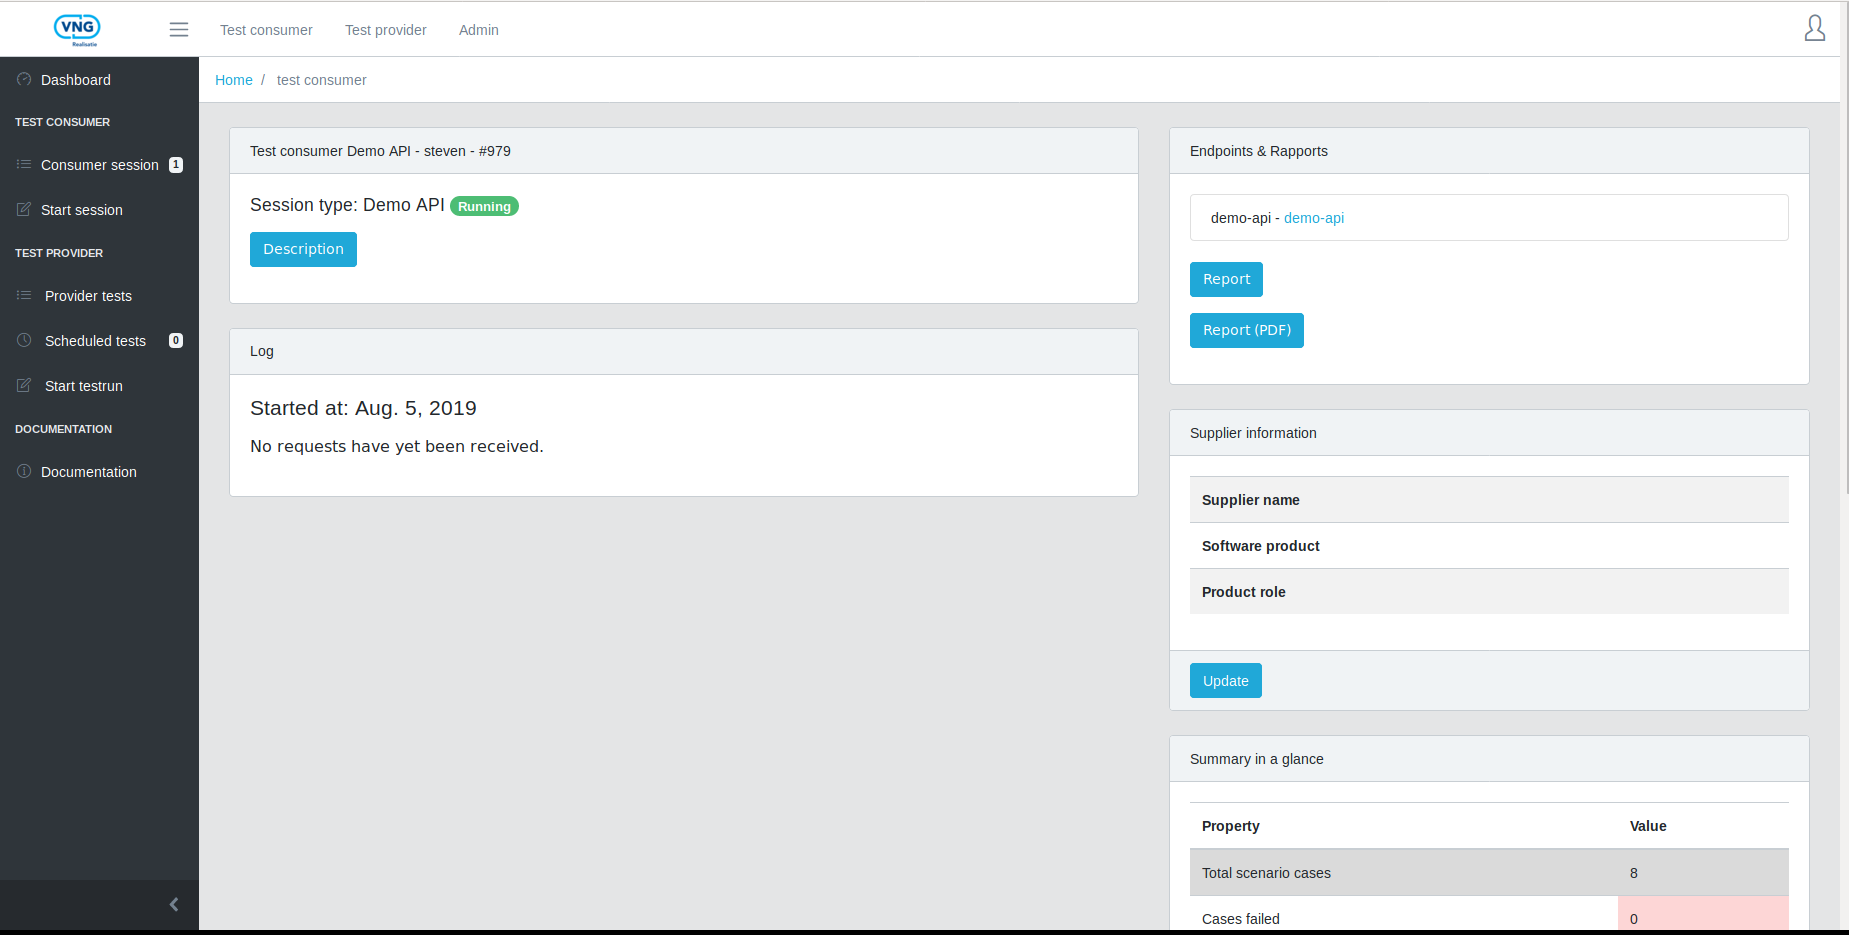 VNG
Realisatie
Test consumer
Test provider
Admin
Dashboard
TEST CONSUMER
Consumer session 1
Start session
TEST PROVIDER
Provider tests
Scheduled tests 0
Start testrun
DOCUMENTATION
Documentation
Home / test consumer
Test consumer Demo API - steven - #979
Session type: Demo API Running
Description
Log
Started at: Aug. 5, 2019
No requests have yet been received.
Endpoints & Rapports
demo-api - demo-api
Report
Report (PDF)
Supplier information
Supplier name
Software product
Product role
Update
Summary in a glance
Property Value
Total scenario cases 8
Cases failed 0